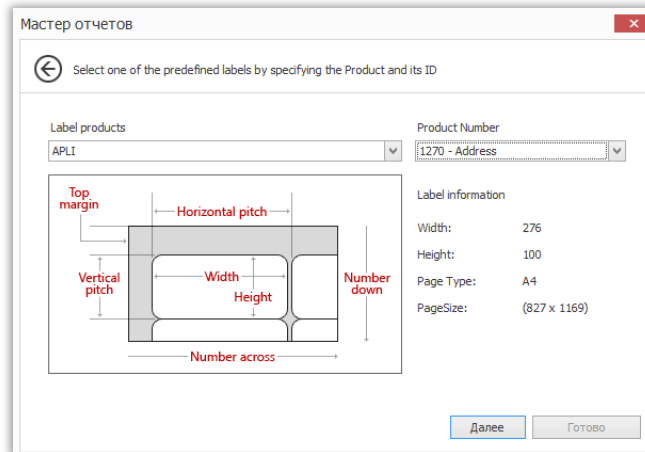 Мастер отчетов
Select one of the predefined labels by specifying the Product and its ID
Label products
Product Number
APLI
1270 - Address
Top
margin
Horizontal pitch
Vertical
pitch
Width
Height
Number
down
Number across
Label information
Width: 276
Height: 100
Page Type: A4
PageSize: (827 x 1169)
Далее
Готово